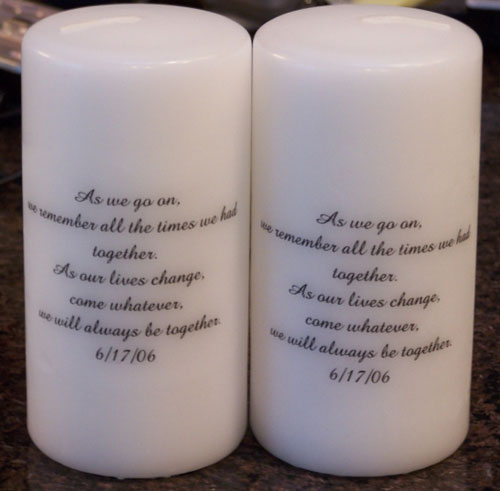 As we go on,
we remember all the times we had
together.
As our lives change,
come whatever,
we will always be together.
6/17/06
As we go on,
we remember all the times we had
together.
As our lives change,
come whatever,
we will always be together.
6/17/06